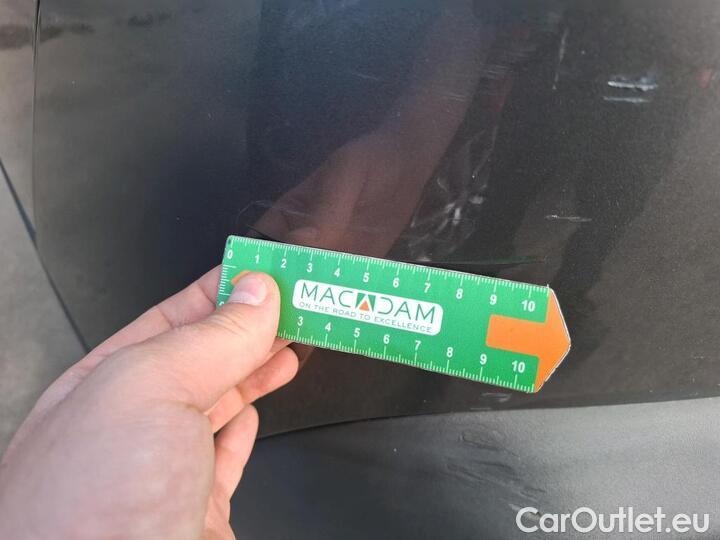 0 1 2 3 4 5 6 7 8 9 10
MACADAM
ON THE ROAD TO EXCELLENCE
3 4 5 6 7 8 9 10
CarOutlet.eu